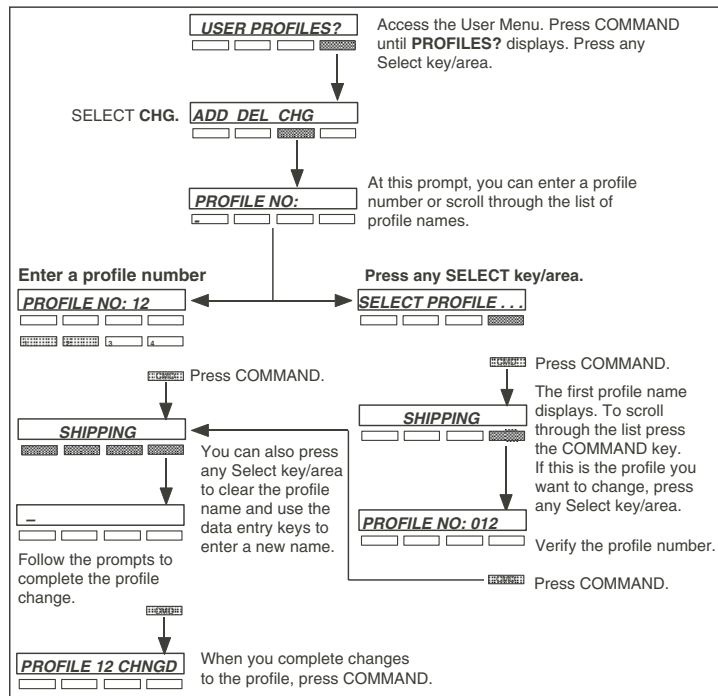 USER PROFILES?
Access the User Menu. Press COMMAND
until PROFILES? displays. Press any
Select key/area.
SELECT CHG.
ADD DEL CHG
PROFILE NO:
_
At this prompt, you can enter a profile
number or scroll through the list of
profile names.
Enter a profile number
PROFILE NO: 12
1 2 3 4
CMD Press COMMAND.
SHIPPING
You can also press
any Select key/area
to clear the profile
name and use the
data entry keys to
enter a new name.
_
Follow the prompts to
complete the profile
change.
CMD
PROFILE 12 CHNGD
When you complete changes
to the profile, press COMMAND.
Press any SELECT key/area.
SELECT PROFILE . . .
CMD Press COMMAND.
The first profile name
displays. To scroll
through the list press
the COMMAND key.
If this is the profile you
want to change, press
any Select key/area.
SHIPPING
PROFILE NO: 012
Verify the profile number.
CMD Press COMMAND.